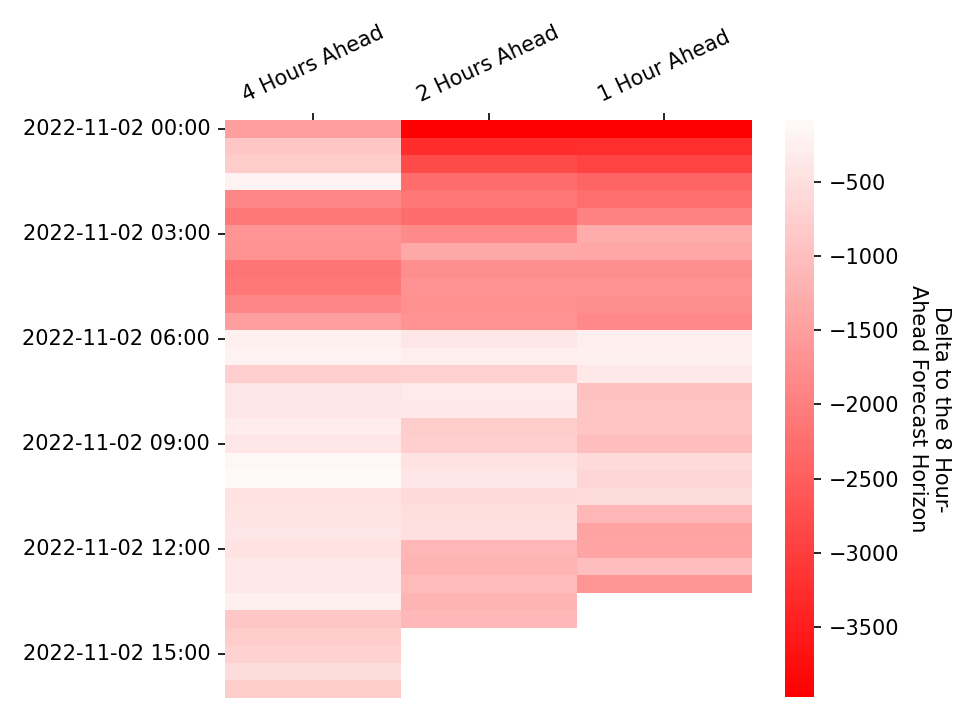 4 Hours Ahead
2 Hours Ahead
1 Hour Ahead
2022-11-02 00:00
2022-11-02 03:00
2022-11-02 06:00
2022-11-02 09:00
2022-11-02 12:00
2022-11-02 15:00
−500
−1000
−1500
−2000
−2500
−3000
−3500
Delta to the 8 Hour-
Ahead Forecast Horizon